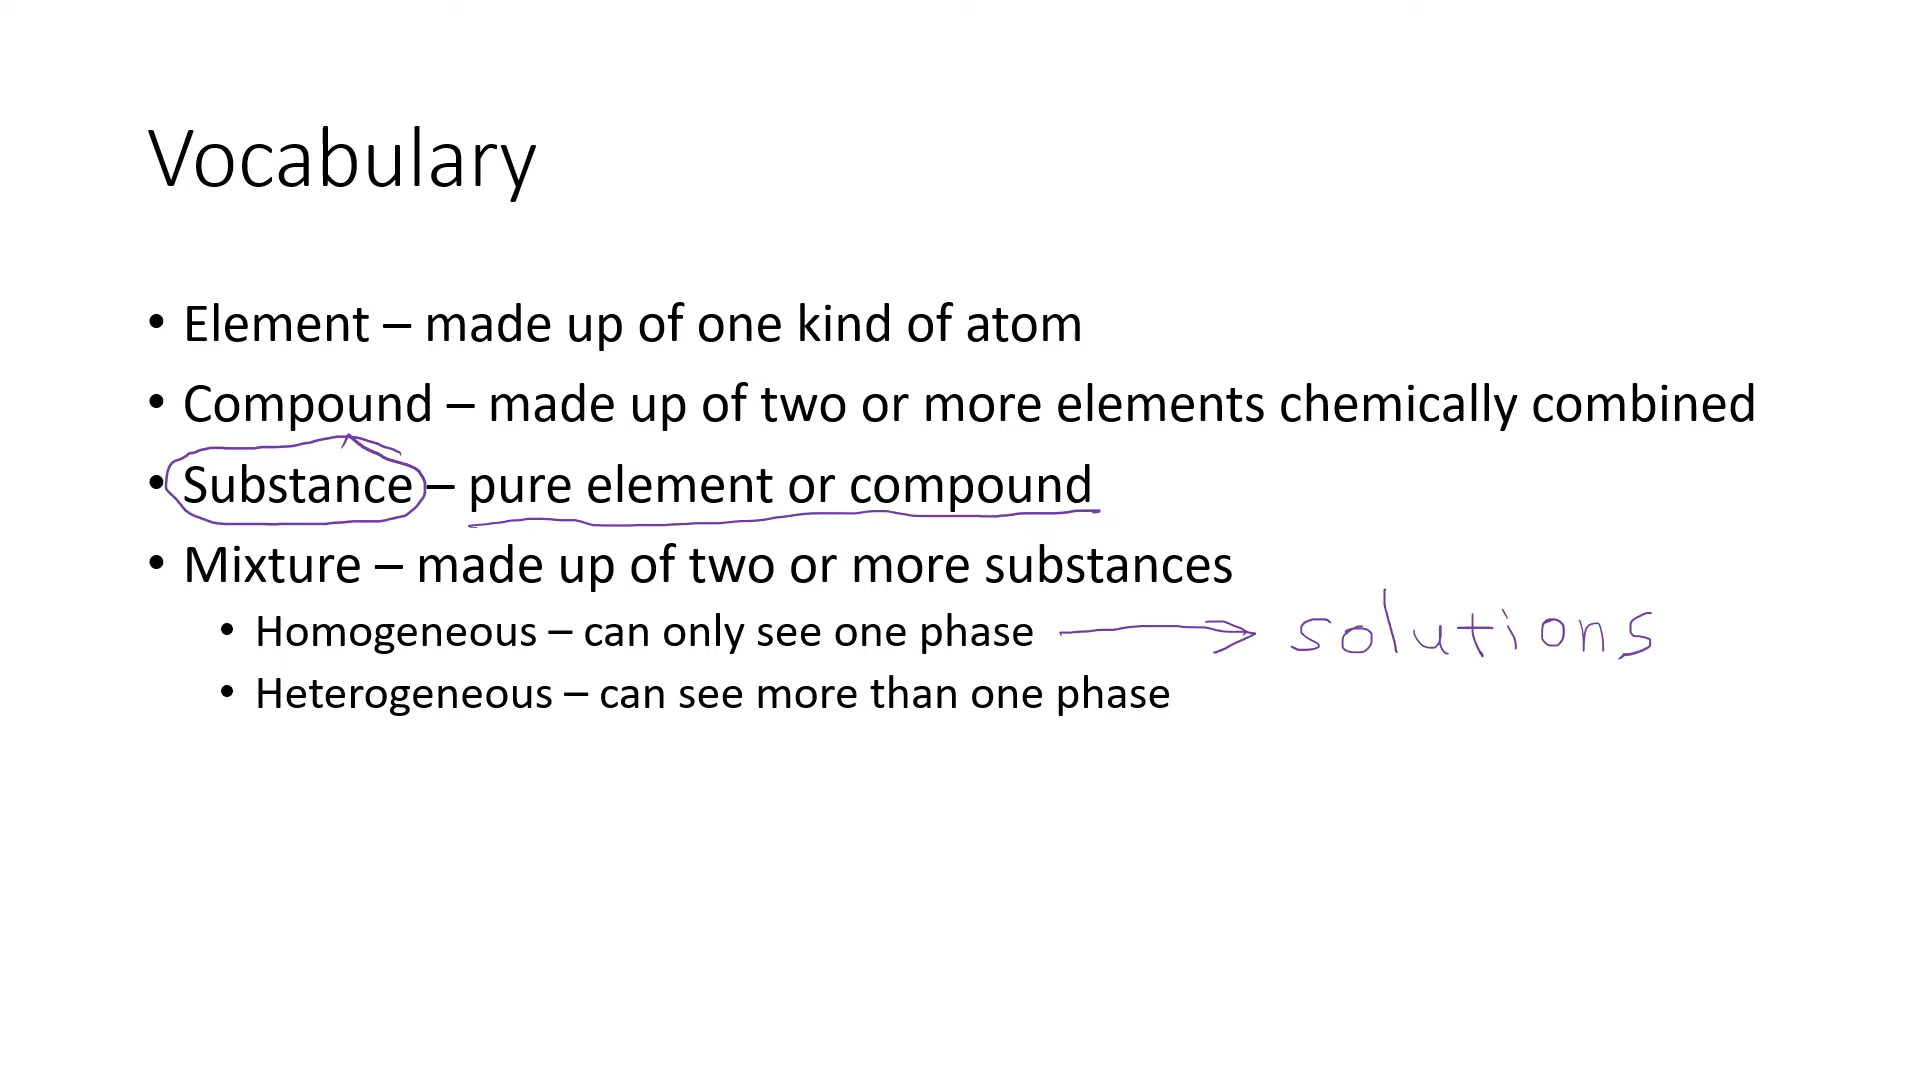 Vocabulary
• Element – made up of one kind of atom
• Compound – made up of two or more elements chemically combined
• Substance – pure element or compound
• Mixture – made up of two or more substances
• Homogeneous – can only see one phase → solutions
• Heterogeneous – can see more than one phase